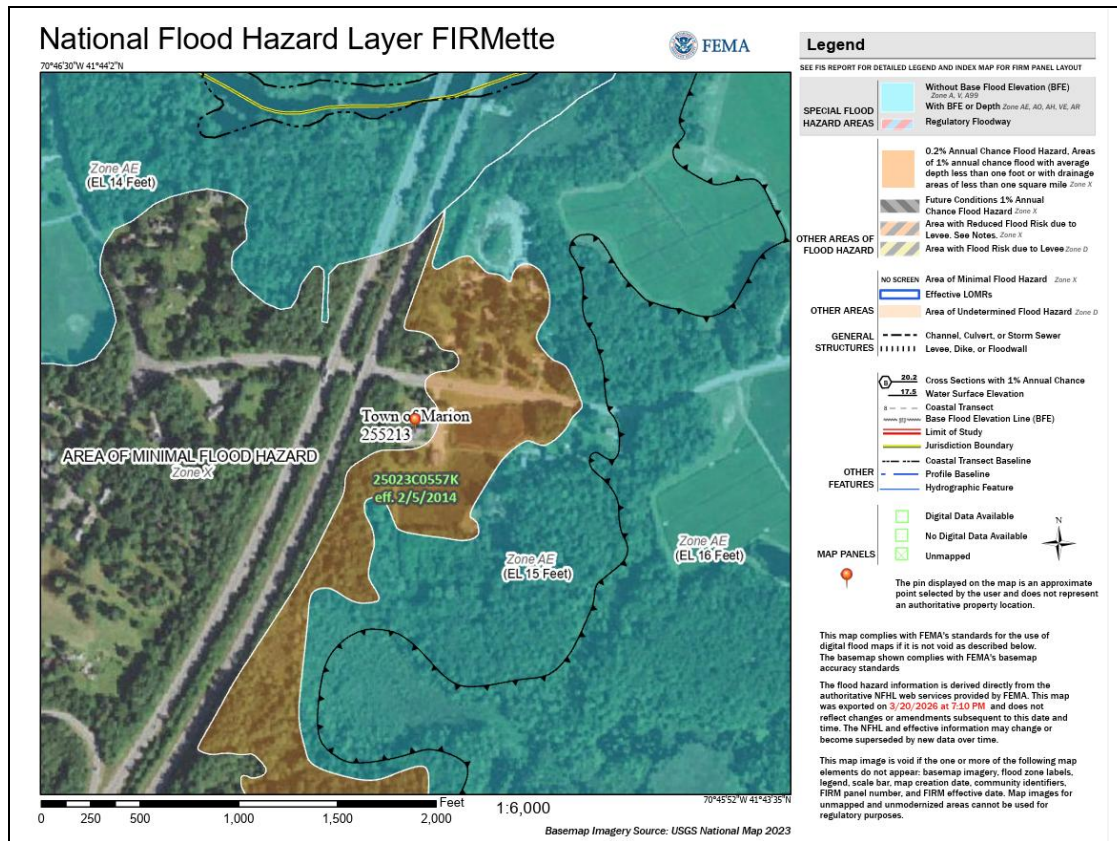 National Flood Hazard Layer FIRMette
FEMA
70°46'30"W 41°44'2"N
Zone AE
(EL 14 Feet)
Town of Marion
255213
AREA OF MINIMAL FLOOD HAZARD
Zone X
25023C0557K
eff. 2/5/2014
Zone AE
(EL 15 Feet)
Zone AE
(EL 16 Feet)
70°45'52"W 41°43'35"N
Feet
1:6,000
0 250 500 1,000 1,500 2,000
Basemap Imagery Source: USGS National Map 2023
Legend
SEE FIS REPORT FOR DETAILED LEGEND AND INDEX MAP FOR FIRM PANEL LAYOUT
SPECIAL FLOOD
HAZARD AREAS
Without Base Flood Elevation (BFE)
Zone A, V, A99
With BFE or Depth Zone AE, AO, AH, VE, AR
Regulatory Floodway
0.2% Annual Chance Flood Hazard, Areas
of 1% annual chance flood with average
depth less than one foot or with drainage
areas of less than one square mile Zone X
Future Conditions 1% Annual
Chance Flood Hazard Zone X
Area with Reduced Flood Risk due to
Levee. See Notes. Zone X
Area with Flood Risk due to Levee Zone D
OTHER AREAS OF
FLOOD HAZARD
NO SCREEN Area of Minimal Flood Hazard Zone X
Effective LOMRs
OTHER AREAS
Area of Undetermined Flood Hazard Zone D
GENERAL
STRUCTURES
Channel, Culvert, or Storm Sewer
Levee, Dike, or Floodwall
B 20.2 Cross Sections with 1% Annual Chance
17.5 Water Surface Elevation
8 Coastal Transect
Base Flood Elevation Line (BFE)
Limit of Study
Jurisdiction Boundary
Coastal Transect Baseline
OTHER
FEATURES
Profile Baseline
Hydrographic Feature
Digital Data Available
No Digital Data Available
Unmapped
MAP PANELS
N
The pin displayed on the map is an approximate
point selected by the user and does not represent
an authoritative property location.
This map complies with FEMA's standards for the use of
digital flood maps if it is not void as described below.
The basemap shown complies with FEMA's basemap
accuracy standards
The flood hazard information is derived directly from the
authoritative NFHL web services provided by FEMA. This map
was exported on 3/20/2026 at 7:10 PM and does not
reflect changes or amendments subsequent to this date and
time. The NFHL and effective information may change or
become superseded by new data over time.
This map image is void if the one or more of the following map
elements do not appear: basemap imagery, flood zone labels,
legend, scale bar, map creation date, community identifiers,
FIRM panel number, and FIRM effective date. Map images for
unmapped and unmodernized areas cannot be used for
regulatory purposes.